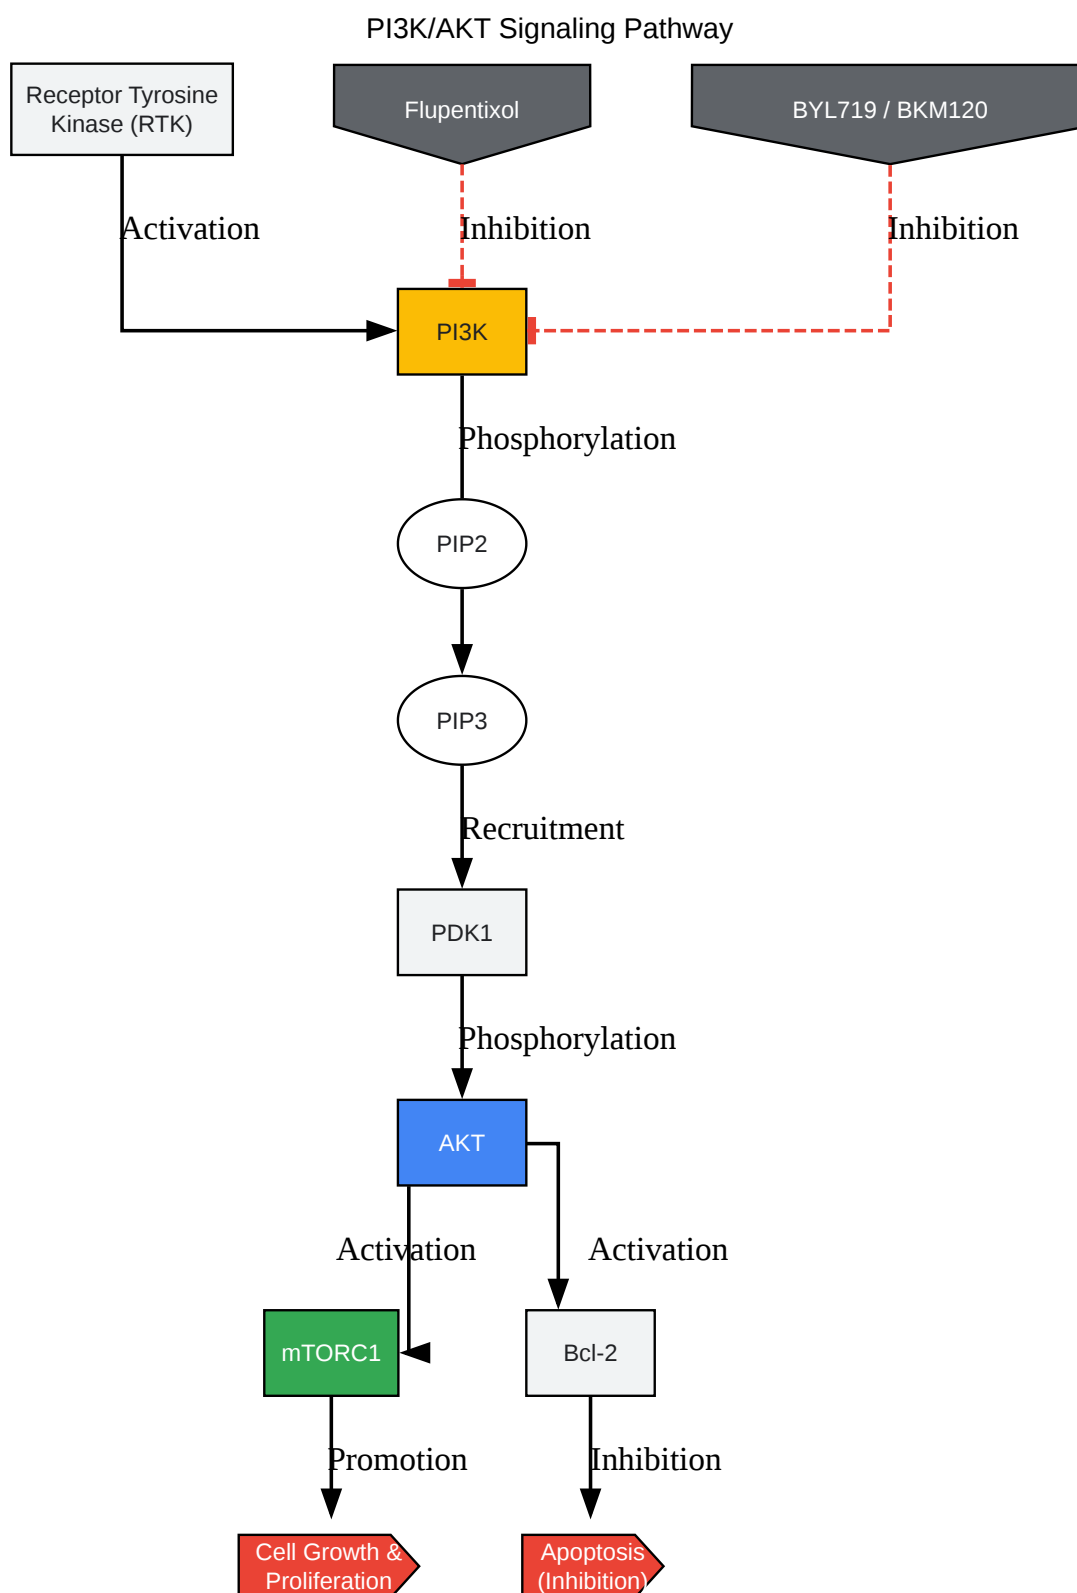 PI3K/AKT Signaling Pathway
Receptor Tyrosine
Kinase (RTK)
Flupentixol
BYL719 / BKM120
Activation
Inhibition
Inhibition
PI3K
Phosphorylation
PIP2
PIP3
Recruitment
PDK1
Phosphorylation
AKT
Activation
Activation
mTORC1
Bcl-2
Promotion
Inhibition
Cell Growth &
Proliferation
Apoptosis
(Inhibition)